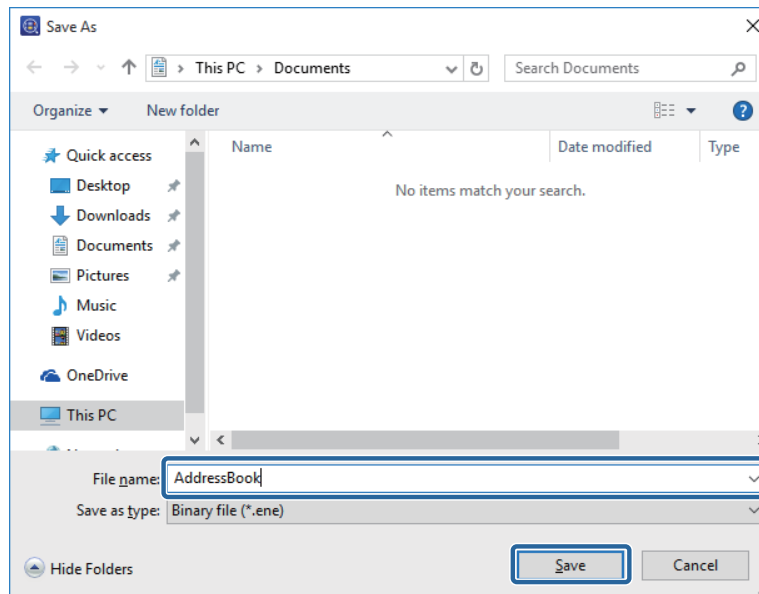 Save As
This PC > Documents
Search Documents
Organize
New folder
?
Name
Date modified
Type
No items match your search.
Quick access
Desktop
Downloads
Documents
Pictures
Music
Videos
OneDrive
This PC
File name: AddressBook
Save as type: Binary file (*.ene)
Hide Folders
Save
Cancel